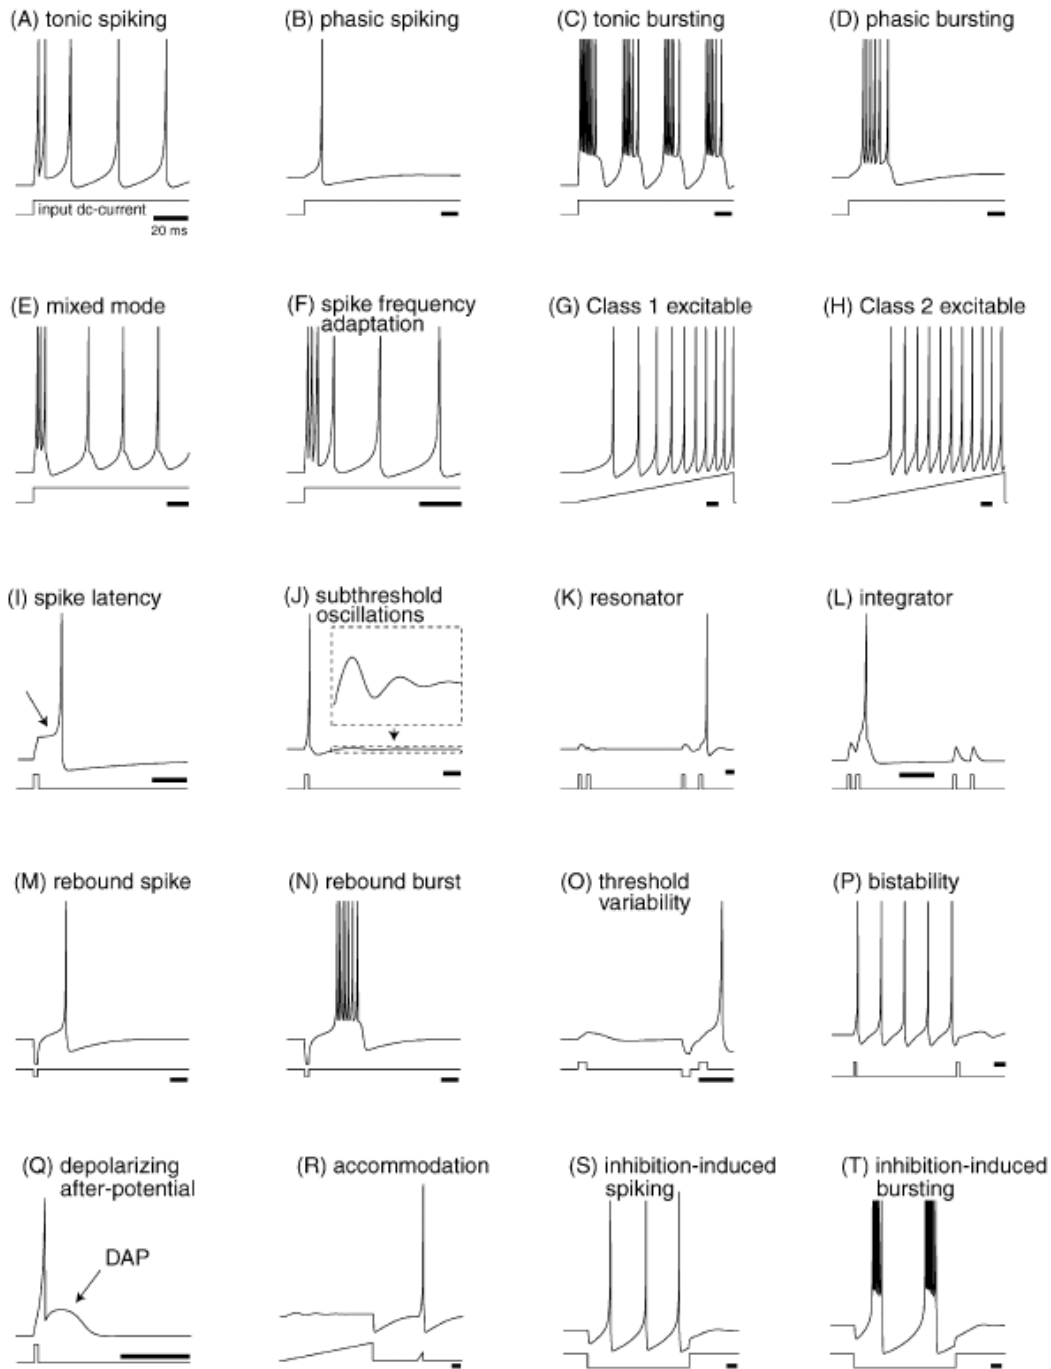 (A) tonic spiking
(B) phasic spiking
(C) tonic bursting
(D) phasic bursting
input dc-current
20 ms
(E) mixed mode
(F) spike frequency
adaptation
(G) Class 1 excitable
(H) Class 2 excitable
(I) spike latency
(J) subthreshold
oscillations
(K) resonator
(L) integrator
(M) rebound spike
(N) rebound burst
(O) threshold
variability
(P) bistability
(Q) depolarizing
after-potential
DAP
(R) accommodation
(S) inhibition-induced
spiking
(T) inhibition-induced
bursting